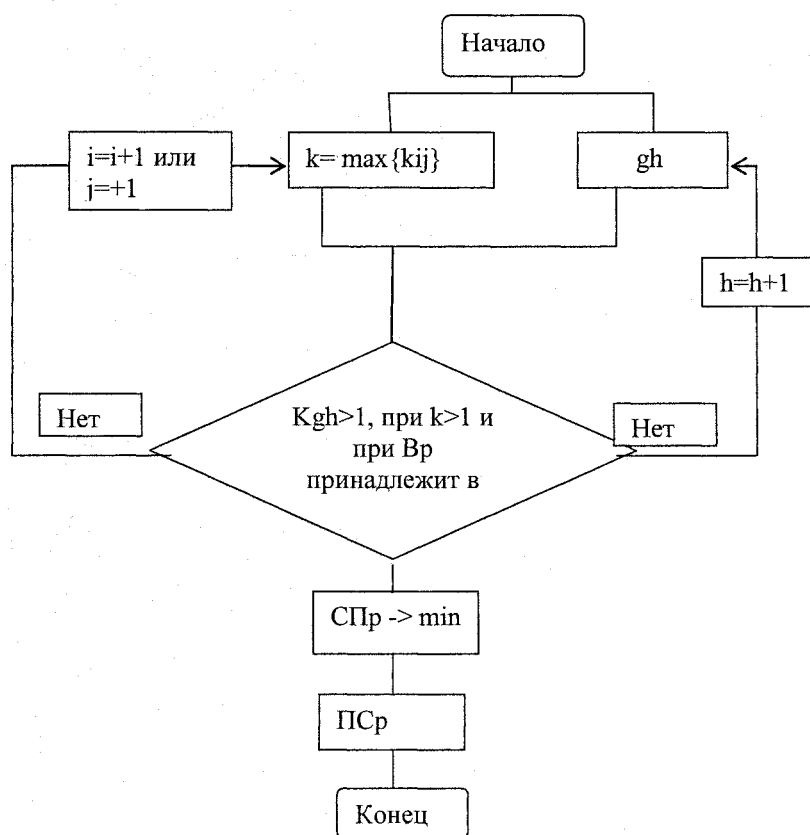 Начало
i=i+1 или
j=+1
k= max{kij}
gh
h=h+1
Нет
Kgh>1, при k>1 и
при Вр
принадлежит в
Нет
СПр -> min
ПСр
Конец